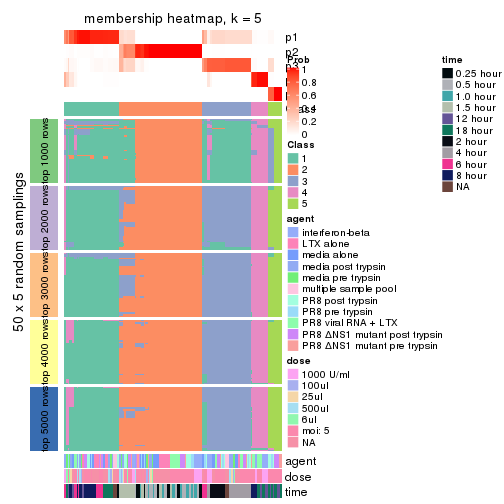 membership heatmap, k = 5
p1
p2
Prob
1
0.8
0.6
0.4
0.2
0
Class
1
2
3
4
5
agent
interferon-beta
LTX alone
media alone
media post trypsin
media pre trypsin
multiple sample pool
PR8 post trypsin
PR8 pre trypsin
PR8 viral RNA + LTX
PR8 ΔNS1 mutant post trypsin
PR8 ΔNS1 mutant pre trypsin
dose
1000 U/ml
100ul
25ul
500ul
6ul
moi: 5
NA
time
0.25 hour
0.5 hour
1.0 hour
1.5 hour
12 hour
18 hour
2 hour
4 hour
6 hour
8 hour
NA
50 x 5 random samplings
top 1000 rows
top 2000 rows
top 3000 rows
top 4000 rows
top 5000 rows
agent
dose
time